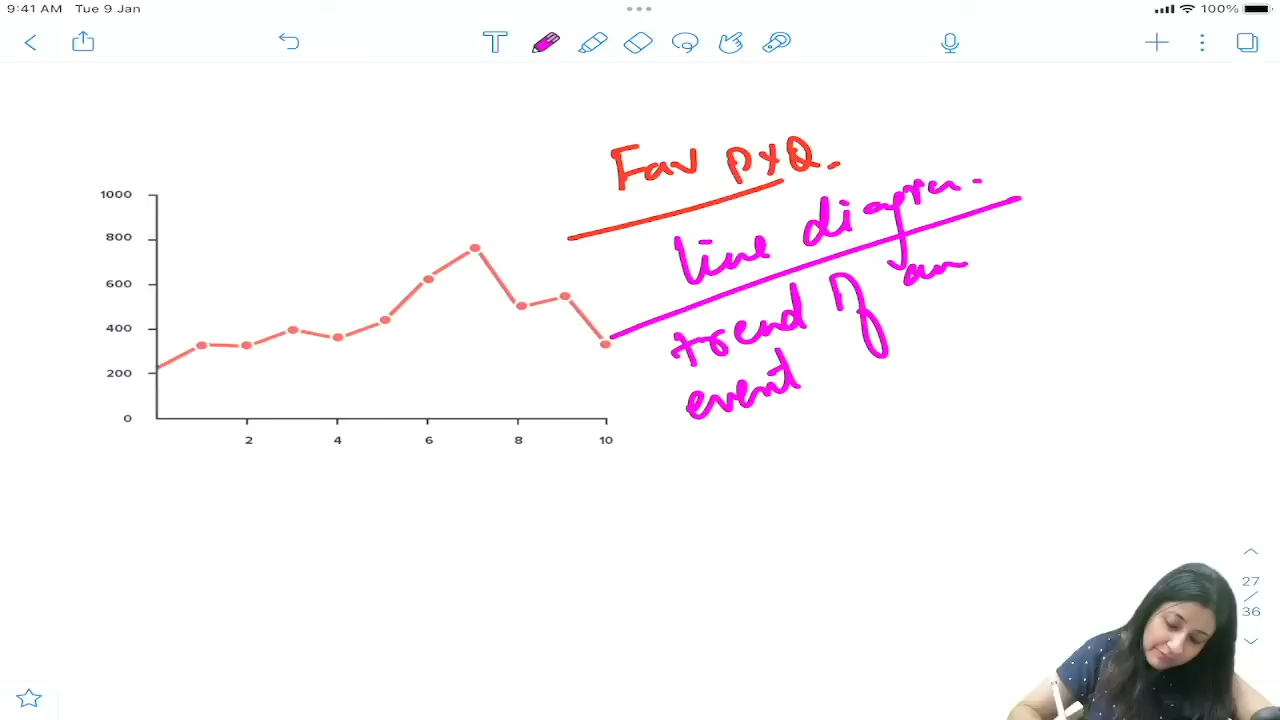 9:41 AM Tue 9 Jan
100%
T
Fav PYQ.
line diagra.
trend of an
event
1000
800
600
400
200
0
2 4 6 8 10
27
36